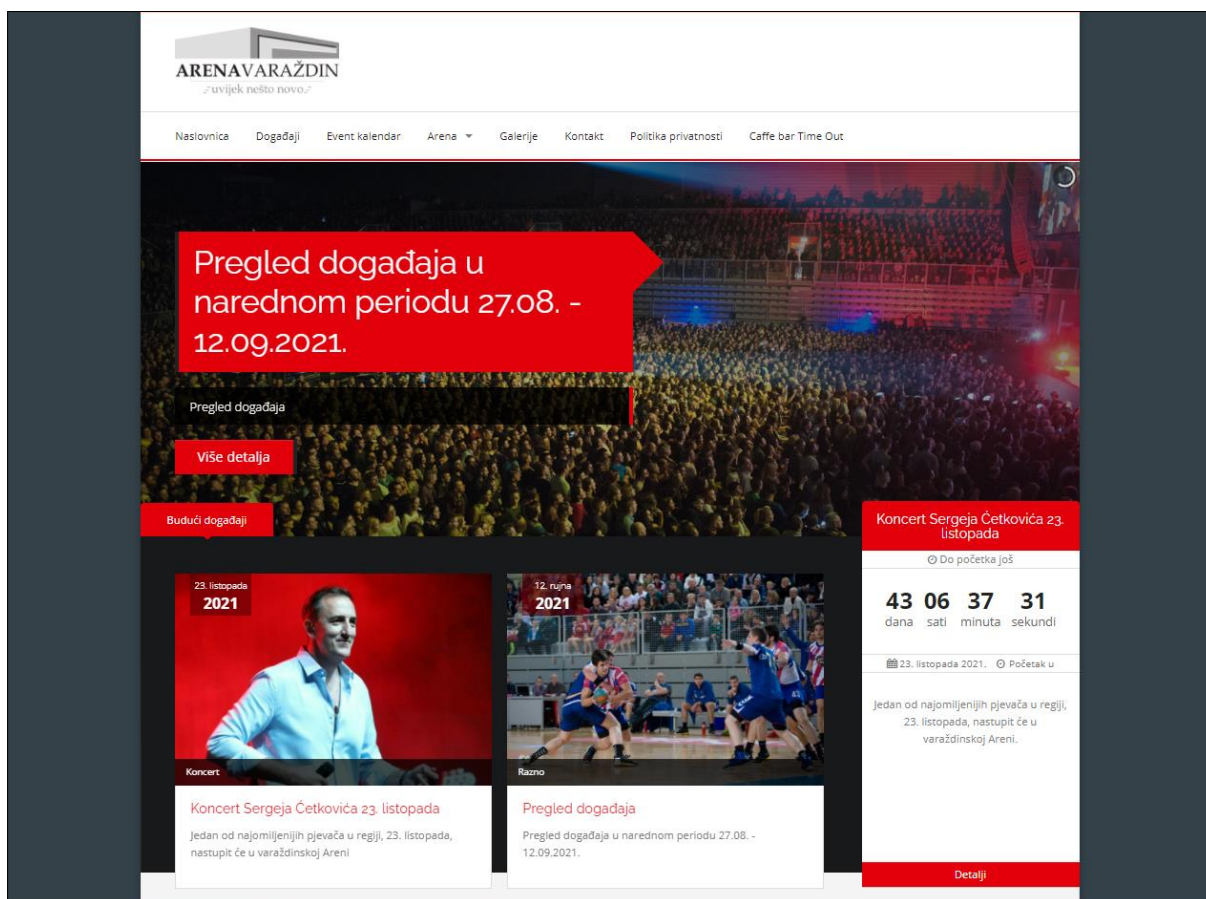 ARENAVARAŽDIN
uvijek nešto novo
Naslovnica Događaji Event kalendar Arena Galerije Kontakt Politika privatnosti Caffe bar Time Out
Pregled događaja u
narednom periodu 27.08. -
12.09.2021.
Pregled događaja
Više detalja
Budući događaji
23. listopada
2021
Koncert
Koncert Sergeja Ćetkovića 23. listopada
Jedan od najomiljenijih pjevača u regiji, 23. listopada,
nastupit će u varaždinskoj Areni
12. rujna
2021
Razno
Pregled događaja
Pregled događaja u narednom periodu 27.08. -
12.09.2021.
Koncert Sergeja Ćetkovića 23.
listopada
Do početka još
43 06 37 31
dana sati minuta sekundi
23. listopada 2021. Početak u
Jedan od najomiljenijih pjevača u regiji,
23. listopada, nastupit će u
varaždinskoj Areni.
Detalji